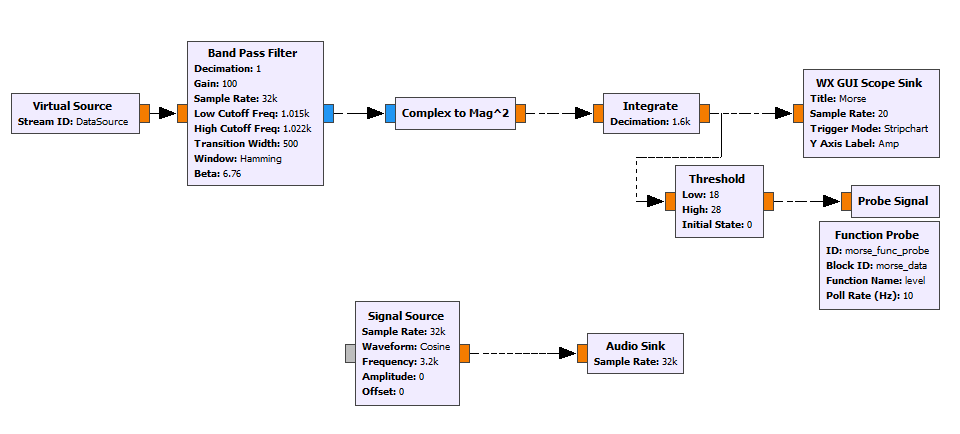 Virtual Source
Stream ID: DataSource
Band Pass Filter
Decimation: 1
Gain: 100
Sample Rate: 32k
Low Cutoff Freq: 1.015k
High Cutoff Freq: 1.022k
Transition Width: 500
Window: Hamming
Beta: 6.76
Complex to Mag^2
Integrate
Decimation: 1.6k
WX GUI Scope Sink
Title: Morse
Sample Rate: 20
Trigger Mode: Stripchart
Y Axis Label: Amp
Threshold
Low: 18
High: 28
Initial State: 0
Probe Signal
Function Probe
ID: morse_func_probe
Block ID: morse_data
Function Name: level
Poll Rate (Hz): 10
Signal Source
Sample Rate: 32k
Waveform: Cosine
Frequency: 3.2k
Amplitude: 0
Offset: 0
Audio Sink
Sample Rate: 32k